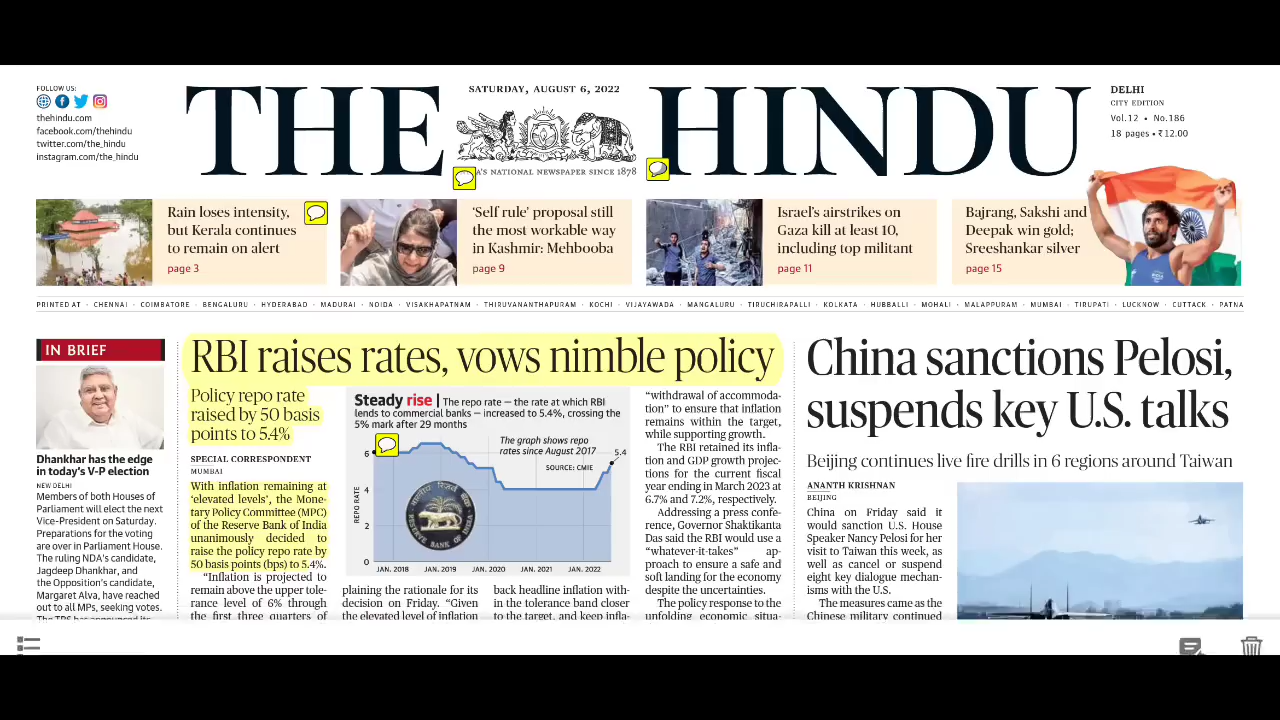 FOLLOW US:
thehindu.com
facebook.com/thehindu
twitter.com/the_hindu
instagram.com/the_hindu
THE HINDU
SATURDAY, AUGUST 6, 2022
A'S NATIONAL NEWSPAPER SINCE 1878
DELHI
CITY EDITION
Vol.12 • No.186
18 pages • ₹12.00
Rain loses intensity,
but Kerala continues
to remain on alert
page 3
‘Self rule’ proposal still
the most workable way
in Kashmir: Mehbooba
page 9
Israel’s airstrikes on
Gaza kill at least 10,
including top militant
page 11
Bajrang, Sakshi and
Deepak win gold;
Sreeshankar silver
page 15
PRINTED AT · CHENNAI · COIMBATORE · BENGALURU · HYDERABAD · MADURAI · NOIDA · VISAKHAPATNAM · THIRUVANANTHAPURAM · KOCHI · VIJAYAWADA · MANGALURU · TIRUCHIRAPALLI · KOLKATA · HUBBALLI · MOHALI · MALAPPURAM · MUMBAI · TIRUPATI · LUCKNOW · CUTTACK · PATNA
IN BRIEF
Dhankhar has the edge
in today’s V-P election
NEW DELHI
Members of both Houses of
Parliament will elect the next
Vice-President on Saturday.
Preparations for the voting
are over in Parliament House.
The ruling NDA’s candidate,
Jagdeep Dhankhar, and
the Opposition’s candidate,
Margaret Alva, have reached
out to all MPs, seeking votes.
RBI raises rates, vows nimble policy
Policy repo rate
raised by 50 basis
points to 5.4%
SPECIAL CORRESPONDENT
MUMBAI
With inflation remaining at
‘elevated levels’, the Mone-
tary Policy Committee (MPC)
of the Reserve Bank of India
unanimously decided to
raise the policy repo rate by
50 basis points (bps) to 5.4%.
“Inflation is projected to
remain above the upper tole-
rance level of 6% through
the first three quarters of
Steady rise | The repo rate — the rate at which RBI
lends to commercial banks — increased to 5.4%, crossing the
5% mark after 29 months
The graph shows repo
rates since August 2017
SOURCE: CMIE
5.4
REPO RATE
6
4
2
0
RESERVE BANK OF INDIA
भारतीय रिज़र्व बैंक
JAN. 2018 JAN. 2019 JAN. 2020 JAN. 2021 JAN. 2022
plaining the rationale for its
decision on Friday. “Given
the elevated level of inflation
back headline inflation with-
in the tolerance band closer
to the target, and keep infla-
“withdrawal of accommoda-
tion” to ensure that inflation
remains within the target,
while supporting growth.
The RBI retained its infla-
tion and GDP growth projec-
tions for the current fiscal
year ending in March 2023 at
6.7% and 7.2%, respectively.
Addressing a press confe-
rence, Governor Shaktikanta
Das said the RBI would use a
“whatever-it-takes” ap-
proach to ensure a safe and
soft landing for the economy
despite the uncertainties.
The policy response to the
unfolding economic situa-
China sanctions Pelosi,
suspends key U.S. talks
Beijing continues live fire drills in 6 regions around Taiwan
ANANTH KRISHNAN
BEIJING
China on Friday said it
would sanction U.S. House
Speaker Nancy Pelosi for her
visit to Taiwan this week, as
well as cancel or suspend
eight key dialogue mechan-
isms with the U.S.
The measures came as the
Chinese military continued